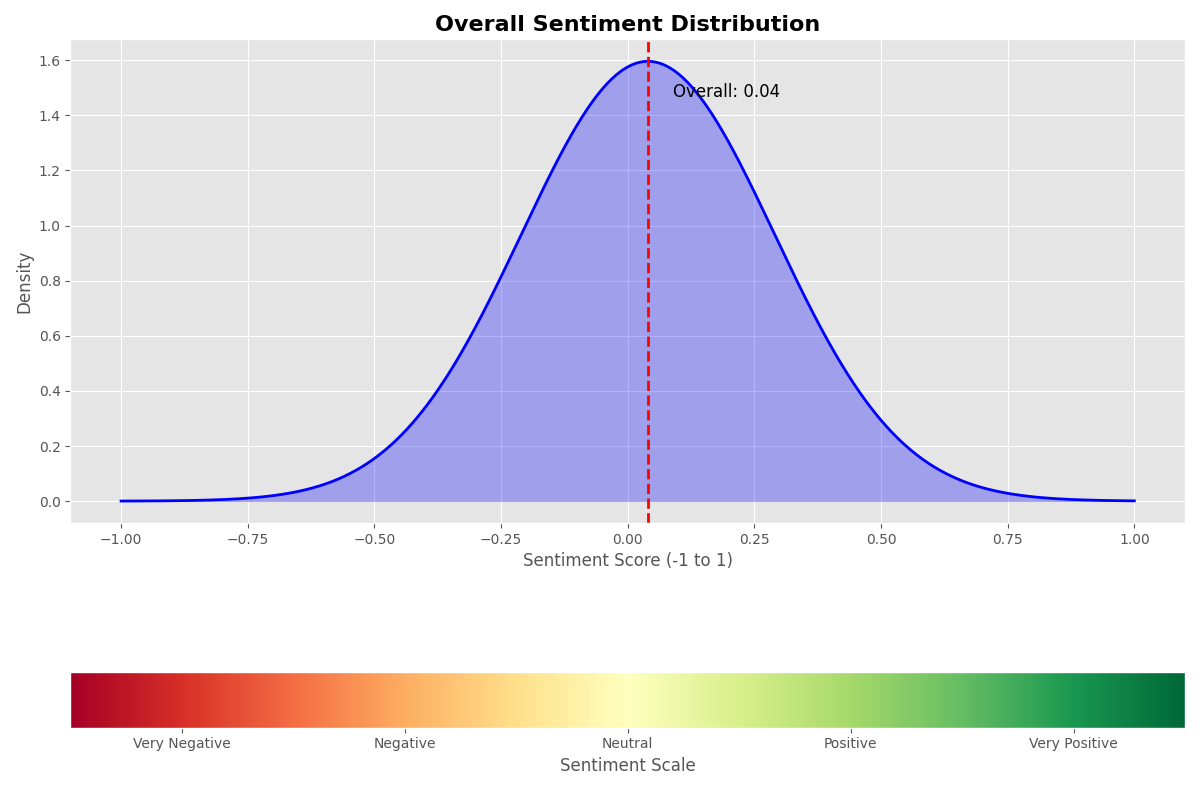 Overall Sentiment Distribution
1.6
1.4
1.2
1.0
0.8
0.6
0.4
0.2
0.0
Density
Overall: 0.04
−1.00 −0.75 −0.50 −0.25 0.00 0.25 0.50 0.75 1.00
Sentiment Score (-1 to 1)
Very Negative Negative Neutral Positive Very Positive
Sentiment Scale